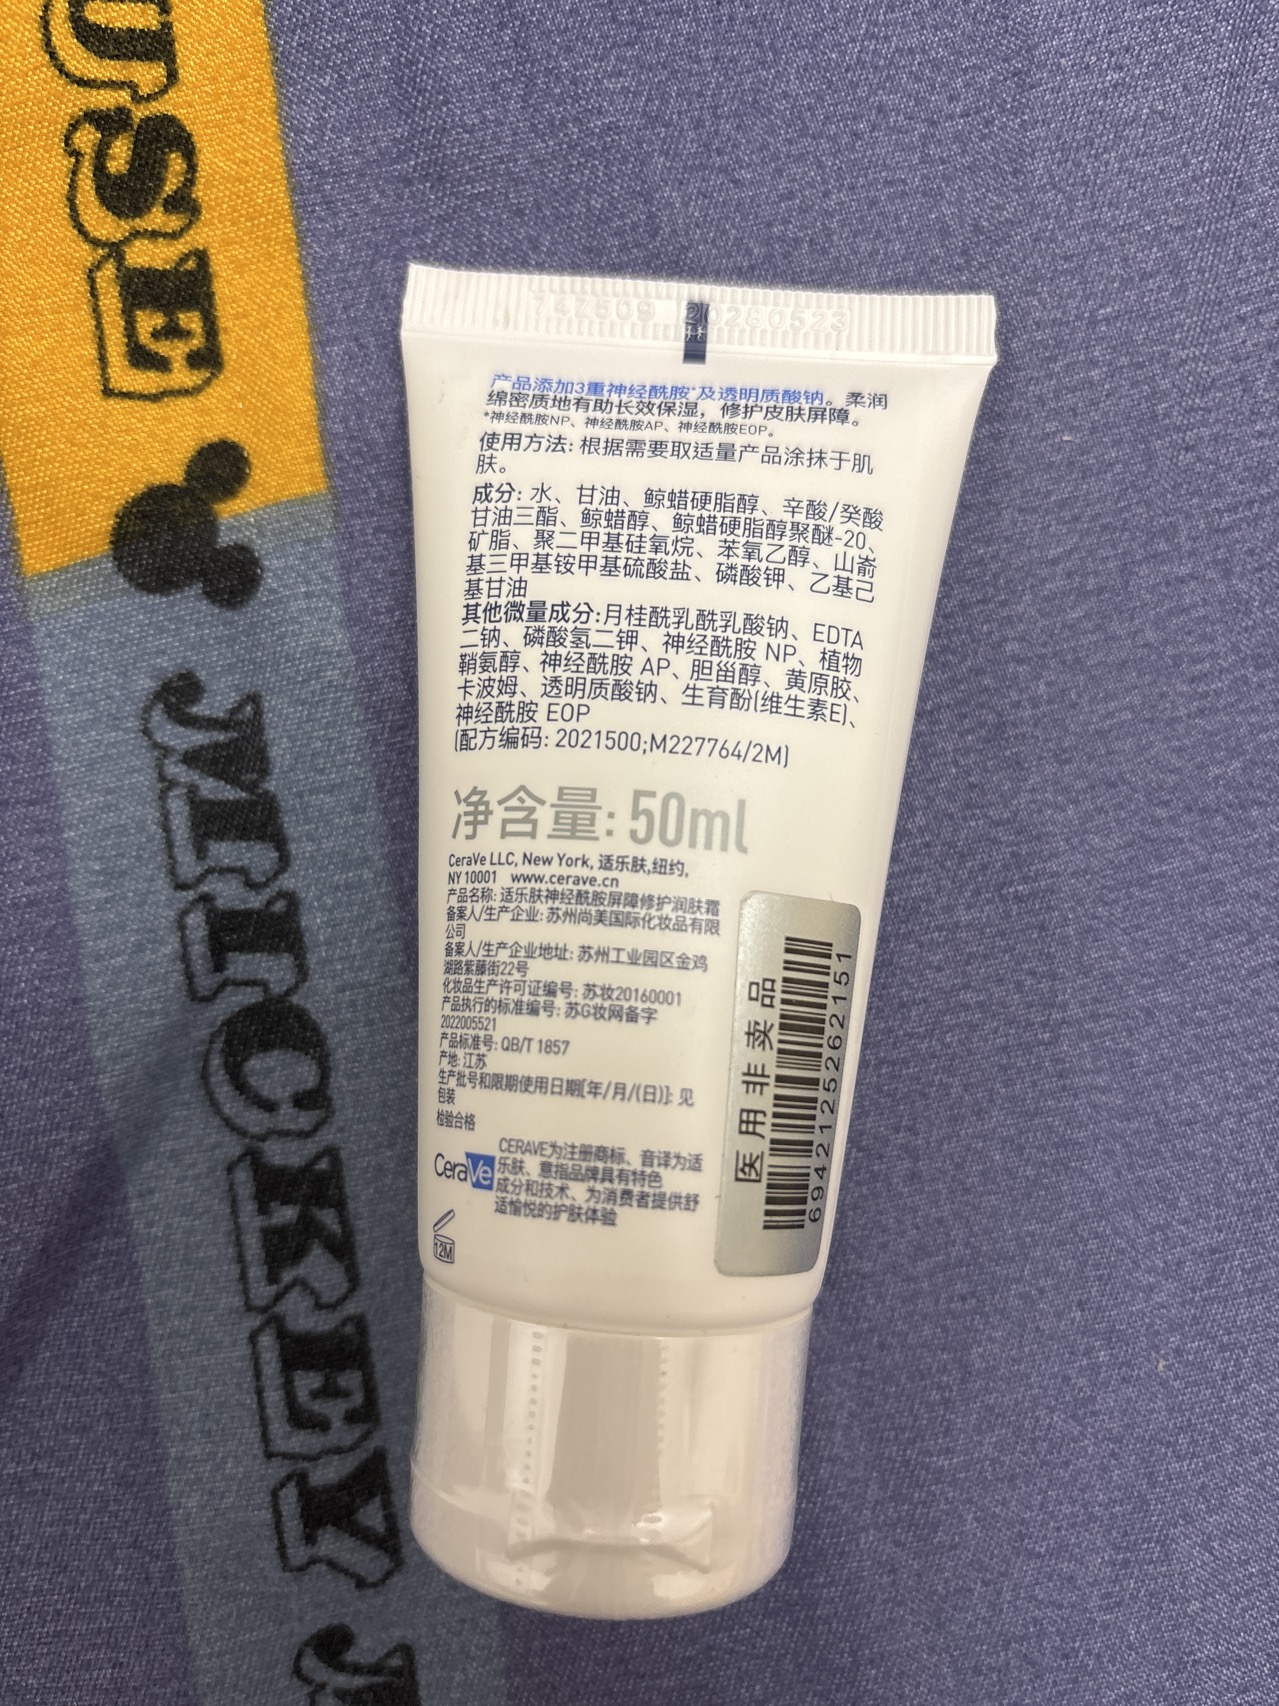 USE
MICKEY
J
74Z509 20280523
产品添加3重神经酰胺*及透明质酸钠。柔润
绵密质地有助长效保湿，修护皮肤屏障。
*神经酰胺NP、神经酰胺AP、神经酰胺EOP。
使用方法: 根据需要取适量产品涂抹于肌
肤。
成分: 水、甘油、鲸蜡硬脂醇、辛酸/癸酸
甘油三酯、鲸蜡醇、鲸蜡硬脂醇聚醚-20、
矿脂、聚二甲基硅氧烷、苯氧乙醇、山嵛
基三甲基铵甲基硫酸盐、磷酸钾、乙基己
基甘油
其他微量成分:月桂酰乳酰乳酸钠、EDTA
二钠、磷酸氢二钾、神经酰胺 NP、植物
鞘氨醇、神经酰胺 AP、胆甾醇、黄原胶、
卡波姆、透明质酸钠、生育酚(维生素E)、
神经酰胺 EOP
(配方编码: 2021500;M227764/2M)
净含量: 50ml
CeraVe LLC, New York, 适乐肤,纽约,
NY 10001 www.cerave.cn
产品名称: 适乐肤神经酰胺屏障修护润肤霜
备案人/生产企业: 苏州尚美国际化妆品有限
公司
备案人/生产企业地址: 苏州工业园区金鸡
湖路紫藤街22号
化妆品生产许可证编号: 苏妆20160001
产品执行的标准编号: 苏G妆网备字
2022005521
产品标准号: QB/T 1857
产地: 江苏
生产批号和限期使用日期[年/月/(日)]: 见
包装
检验合格
CeraVe
CERAVE为注册商标、音译为适
乐肤、意指品牌具有特色
成分和技术、为消费者提供舒
适愉悦的护肤体验
12M
医用非卖品
6942125262151